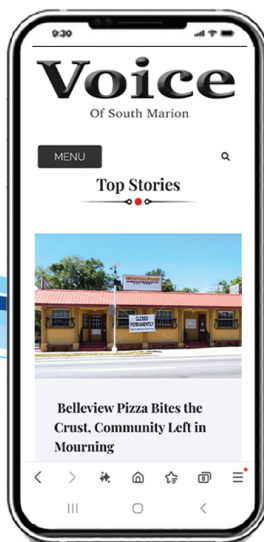 9:30
Voice
Of South Marion
MENU
Top Stories
CLOSED
PERMANENTLY
Belleview Pizza Bites the
Crust, Community Left in
Mourning